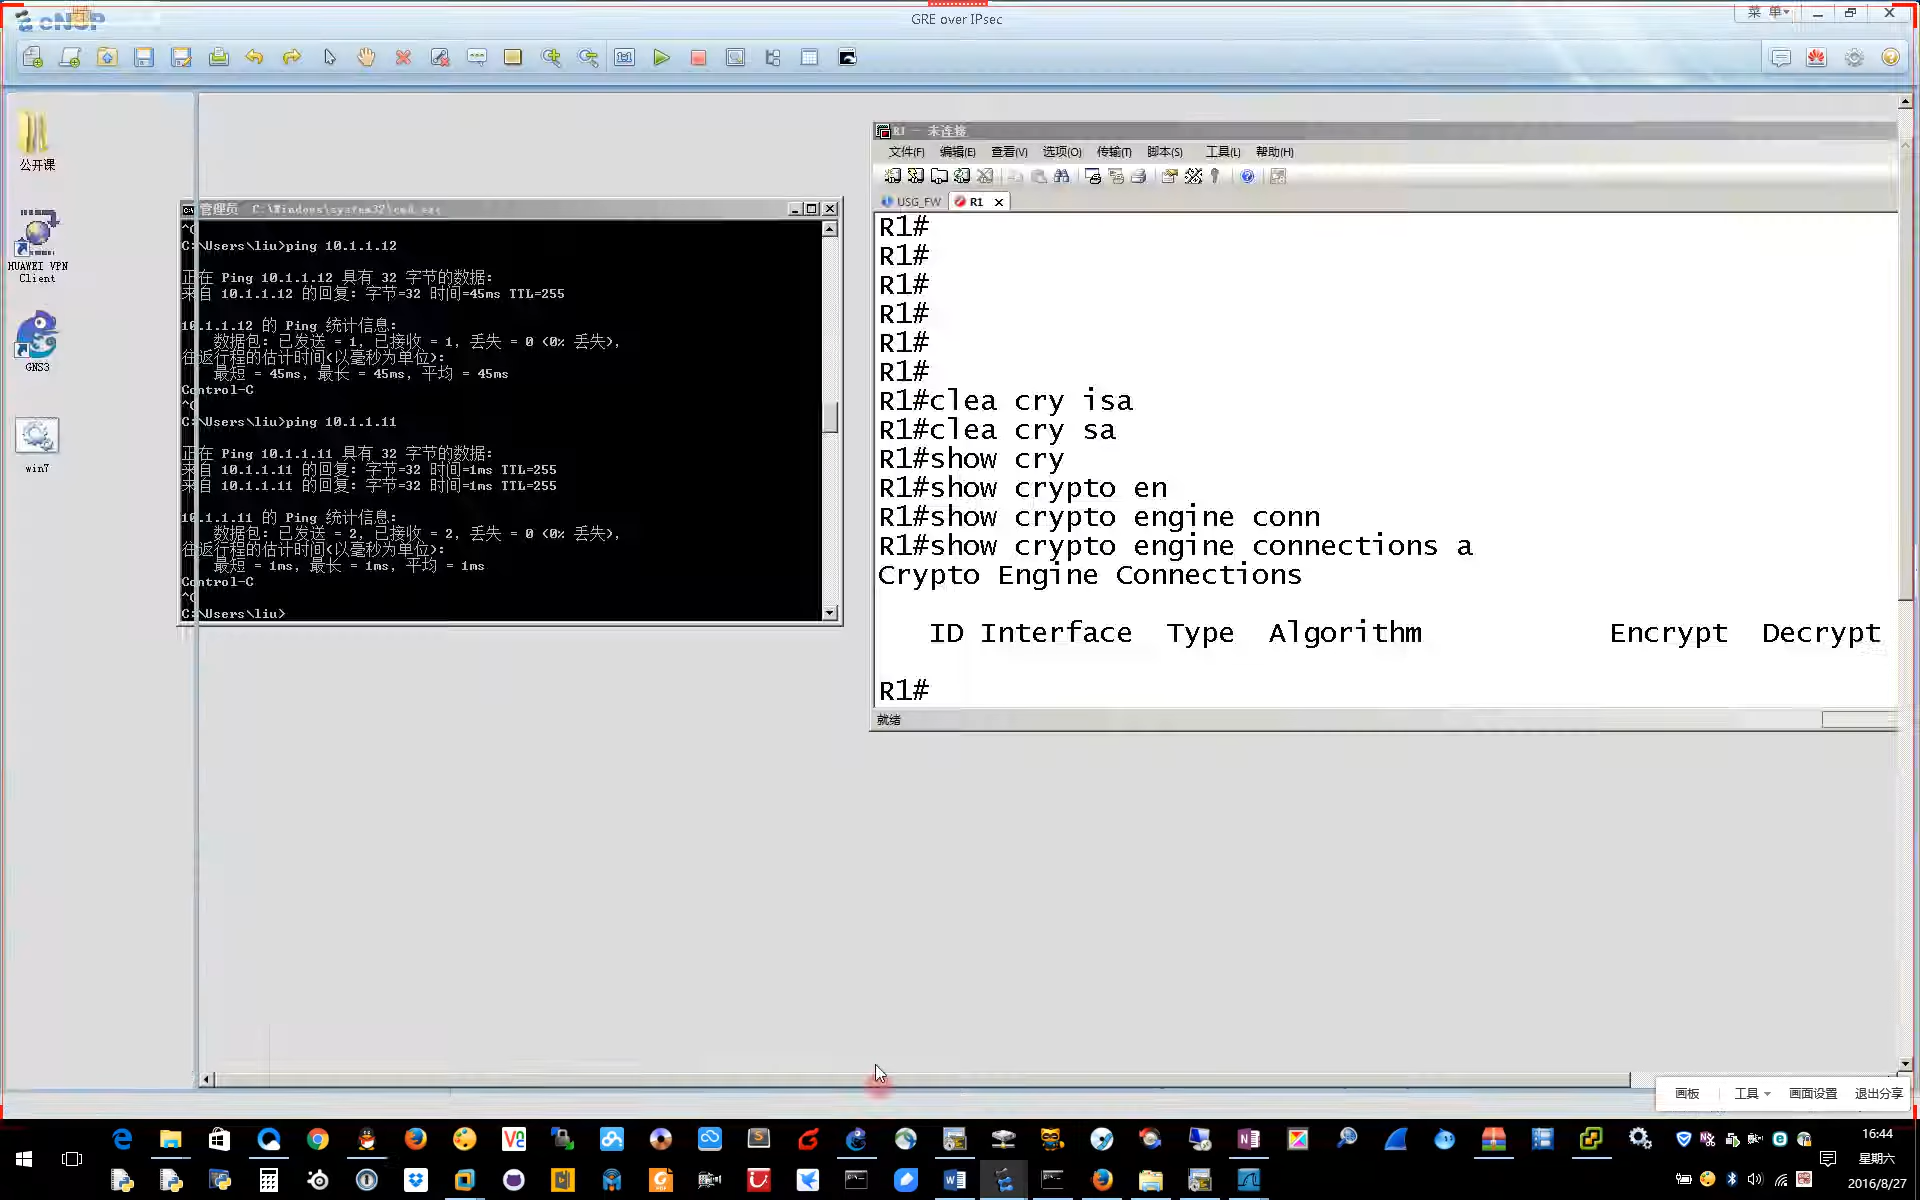 eNSP
GRE over IPsec
菜 单
公开课
HUAWEI VPN
Client
GNS3
win7
管理员 C:\Windows\system32\cmd.exe
^C
C:\Users\liu>ping 10.1.1.12
正在 Ping 10.1.1.12 具有 32 字节的数据:
来自 10.1.1.12 的回复: 字节=32 时间=45ms TTL=255
10.1.1.12 的 Ping 统计信息:
数据包: 已发送 = 1, 已接收 = 1, 丢失 = 0 (0% 丢失),
往返行程的估计时间(以毫秒为单位):
最短 = 45ms, 最长 = 45ms, 平均 = 45ms
Control-C
^C
C:\Users\liu>ping 10.1.1.11
正在 Ping 10.1.1.11 具有 32 字节的数据:
来自 10.1.1.11 的回复: 字节=32 时间=1ms TTL=255
来自 10.1.1.11 的回复: 字节=32 时间=1ms TTL=255
10.1.1.11 的 Ping 统计信息:
数据包: 已发送 = 2, 已接收 = 2, 丢失 = 0 (0% 丢失),
往返行程的估计时间(以毫秒为单位):
最短 = 1ms, 最长 = 1ms, 平均 = 1ms
Control-C
^C
C:\Users\liu>
R1 - 未连接
文件(F) 编辑(E) 查看(V) 选项(O) 传输(T) 脚本(S) 工具(L) 帮助(H)
USG_FW R1
R1#
R1#
R1#
R1#
R1#
R1#
R1#clea cry isa
R1#clea cry sa
R1#show cry
R1#show crypto en
R1#show crypto engine conn
R1#show crypto engine connections a
Crypto Engine Connections
ID Interface Type Algorithm Encrypt Decrypt
R1#
就绪
画板 工具 画面设置 退出分享
16:44
星期六
2016/8/27